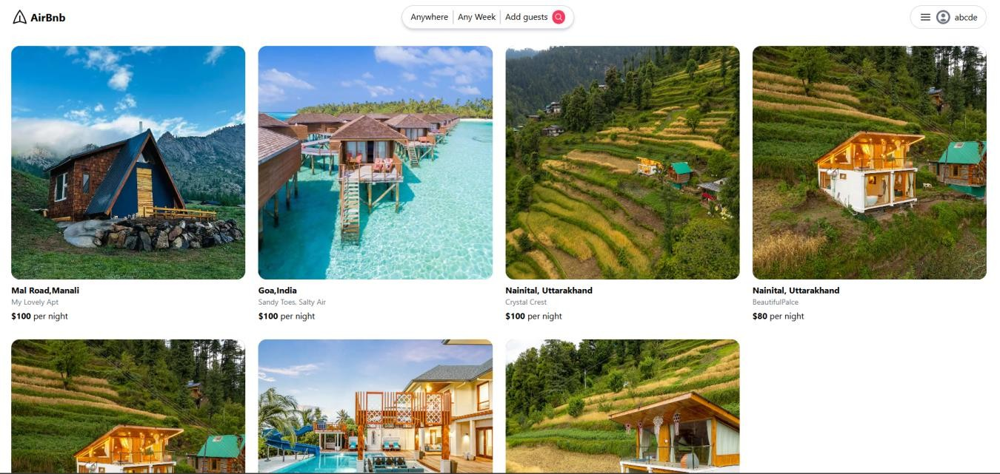 AirBnb
Anywhere Any Week Add guests
abcde
Mal Road,Manali
My Lovely Apt
$100 per night
Goa,India
Sandy Toes, Salty Air
$100 per night
Nainital, Uttarakhand
Crystal Crest
$100 per night
Nainital, Uttarakhand
BeautifulPalce
$80 per night